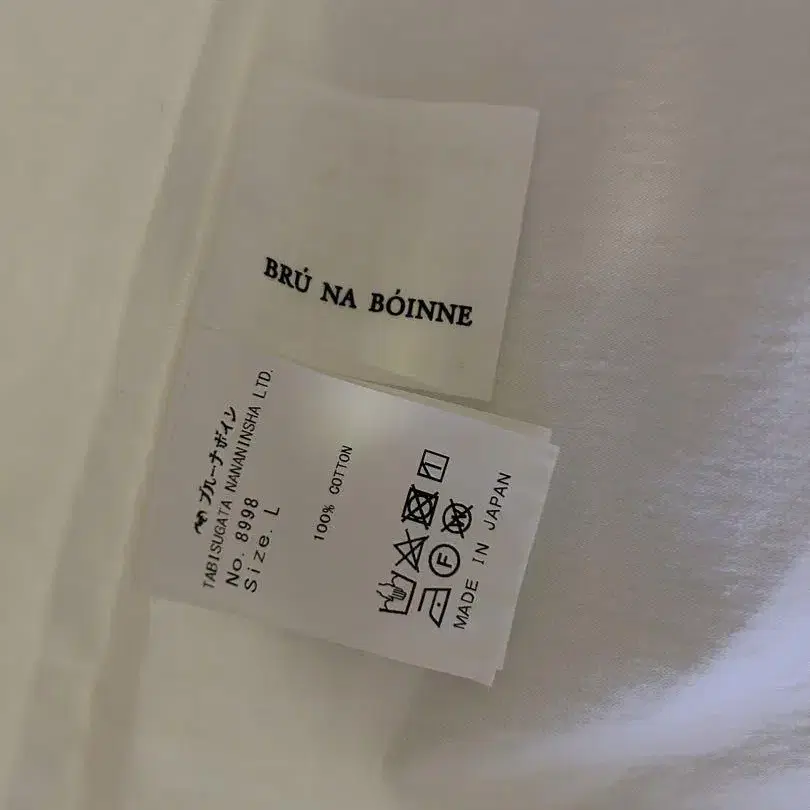 BRÚ NA BÓINNE
ブルーナボイン
TABISUGATA NANANINSHA LTD.
No. 8998
Size. L
100% COTTON
F
W
MADE IN JAPAN